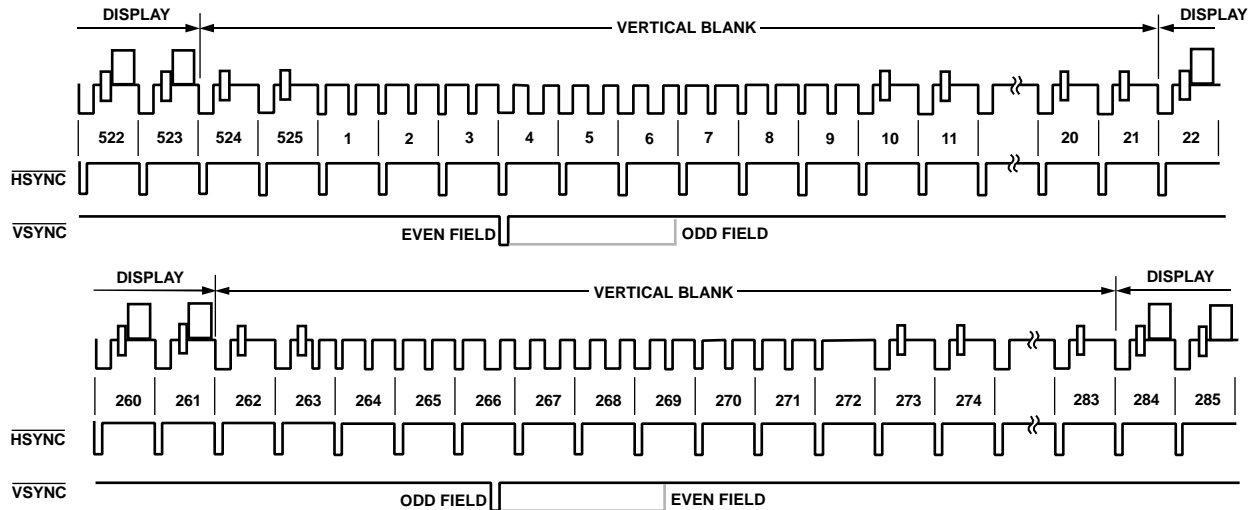 DISPLAY VERTICAL BLANK DISPLAY
522 523 524 525 1 2 3 4 5 6 7 8 9 10 11 20 21 22
HSYNC
VSYNC
EVEN FIELD ODD FIELD
DISPLAY VERTICAL BLANK DISPLAY
260 261 262 263 264 265 266 267 268 269 270 271 272 273 274 283 284 285
HSYNC
VSYNC
ODD FIELD EVEN FIELD